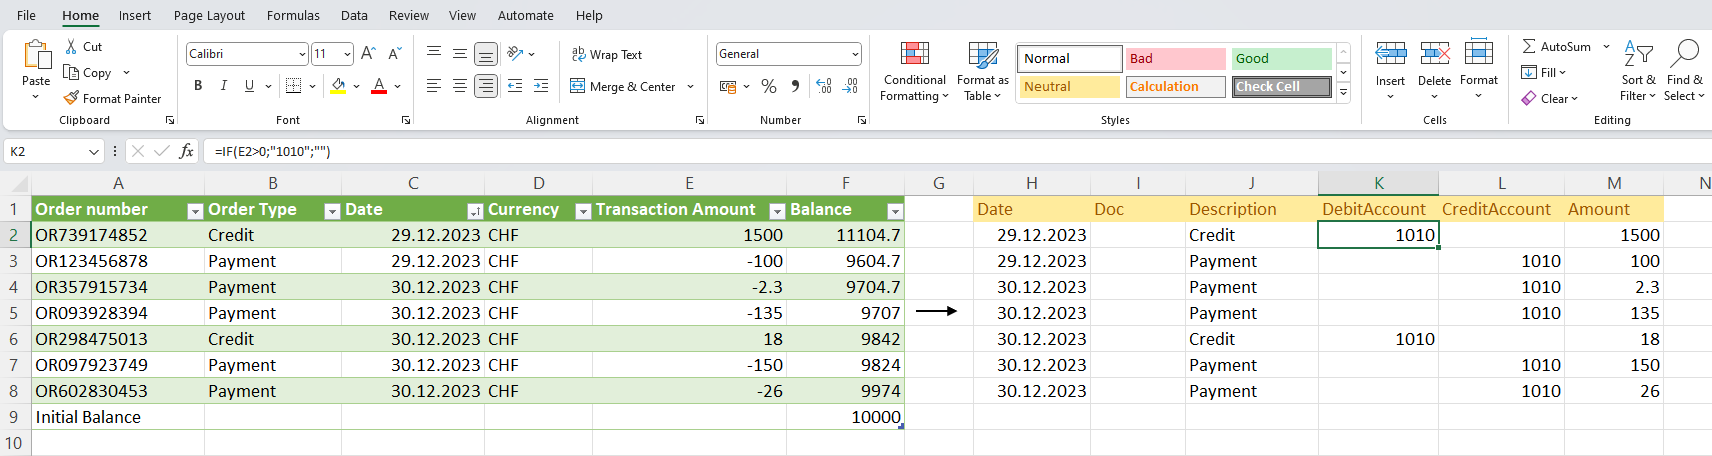 File Home Insert Page Layout Formulas Data Review View Automate Help
Paste Cut Copy Format Painter
Clipboard
Calibri 11 A A
B I U A
Font
ab Wrap Text
Merge & Center
Alignment
General
% 9 .00 .00
Number
Conditional Formatting Format as Table
Normal Bad Good
Neutral Calculation Check Cell
Styles
Insert Delete Format
Cells
AutoSum
Fill
Clear
Sort & Filter Find & Select
Editing
K2 fx =IF(E2>0;"1010";"")
A B C D E F G H I J K L M N
1 Order number Order Type Date Currency Transaction Amount Balance Date Doc Description DebitAccount CreditAccount Amount
2 OR739174852 Credit 29.12.2023 CHF 1500 11104.7 29.12.2023 Credit 1010 1500
3 OR123456878 Payment 29.12.2023 CHF -100 9604.7 29.12.2023 Payment 1010 100
4 OR357915734 Payment 30.12.2023 CHF -2.3 9704.7 30.12.2023 Payment 1010 2.3
5 OR093928394 Payment 30.12.2023 CHF -135 9707 30.12.2023 Payment 1010 135
6 OR298475013 Credit 30.12.2023 CHF 18 9842 30.12.2023 Credit 1010 18
7 OR097923749 Payment 30.12.2023 CHF -150 9824 30.12.2023 Payment 1010 150
8 OR602830453 Payment 30.12.2023 CHF -26 9974 30.12.2023 Payment 1010 26
9 Initial Balance 10000
10